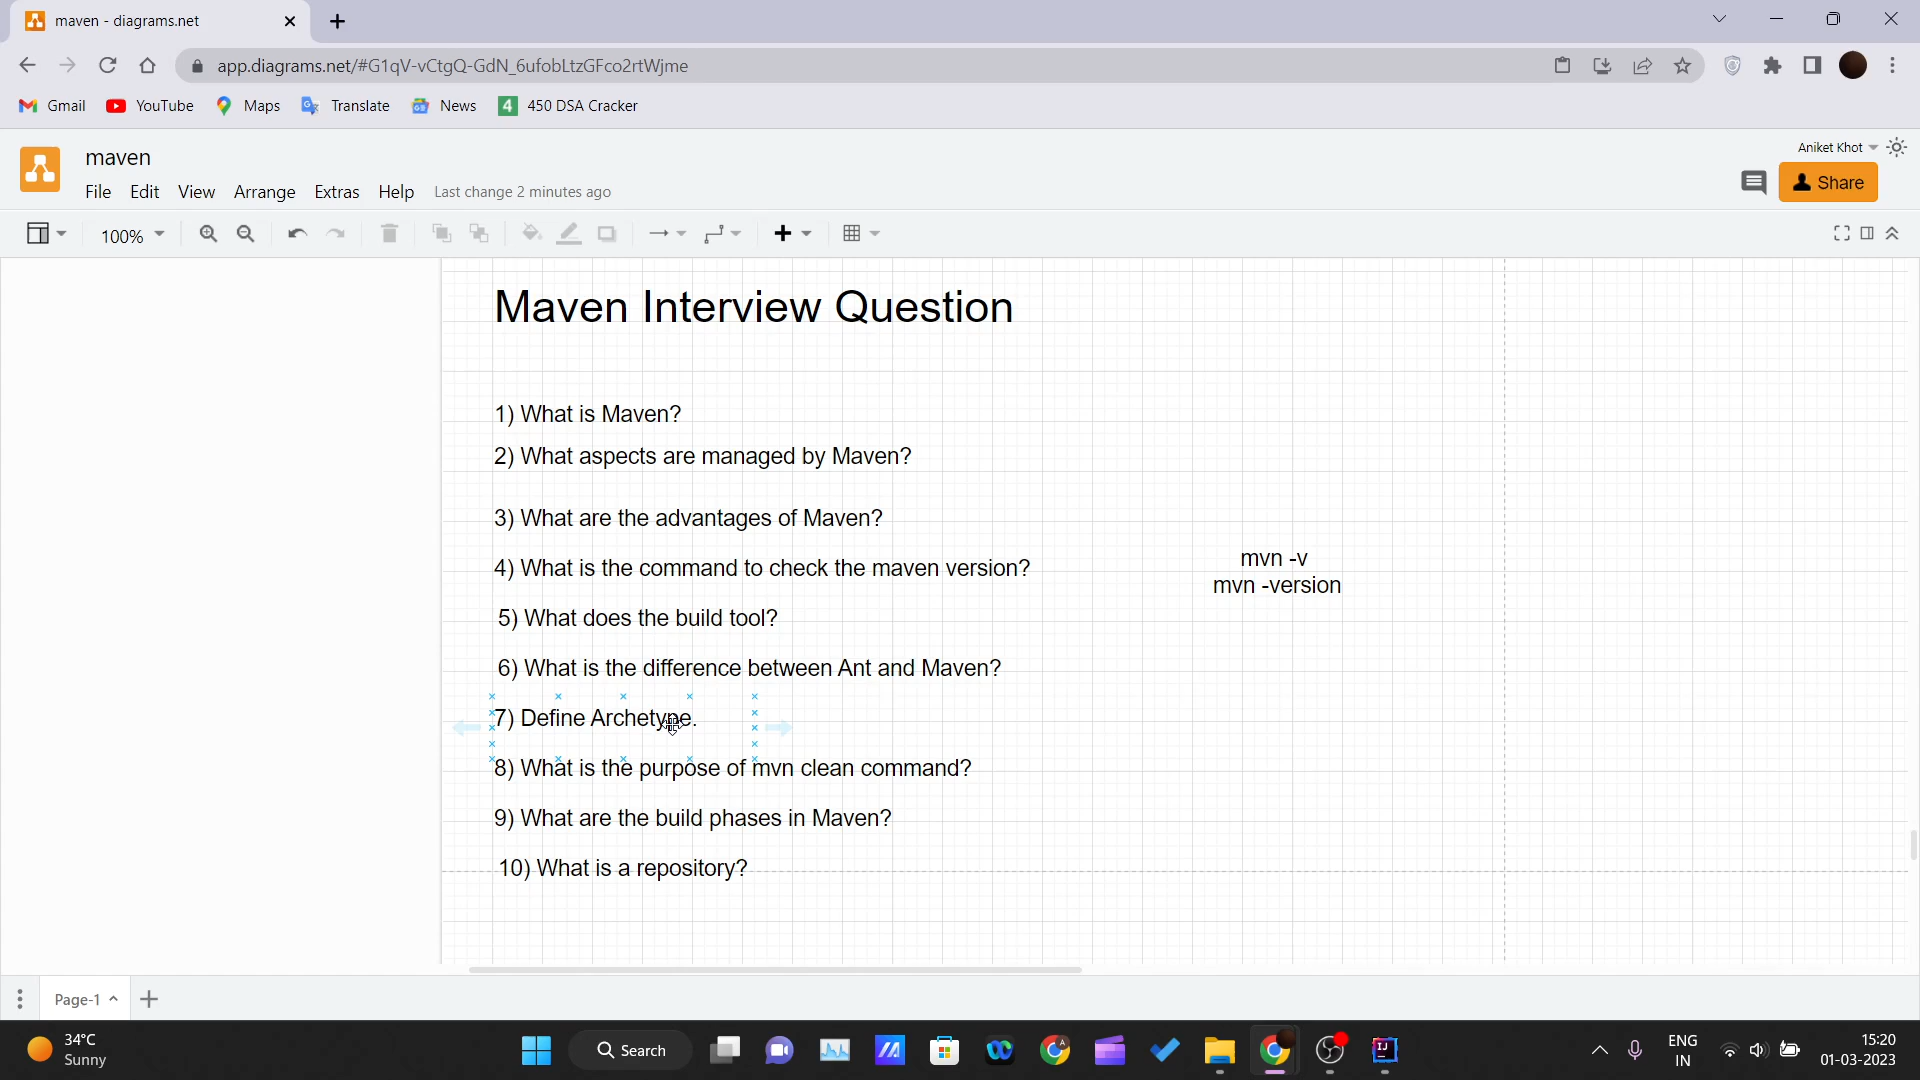 maven - diagrams.net
app.diagrams.net/#G1qV-vCtgQ-GdN_6ufobLtzGFco2rtWjme
Gmail
YouTube
Maps
Translate
News
4
450 DSA Cracker
maven
Aniket Khot
File
Edit
View
Arrange
Extras
Help
Last change 2 minutes ago
Share
100%
Maven Interview Question
1) What is Maven?
2) What aspects are managed by Maven?
3) What are the advantages of Maven?
4) What is the command to check the maven version?
mvn -v
mvn -version
5) What does the build tool?
6) What is the difference between Ant and Maven?
7) Define Archetype.
8) What is the purpose of mvn clean command?
9) What are the build phases in Maven?
10) What is a repository?
Page-1
34°C
Sunny
Search
ENG
IN
15:20
01-03-2023